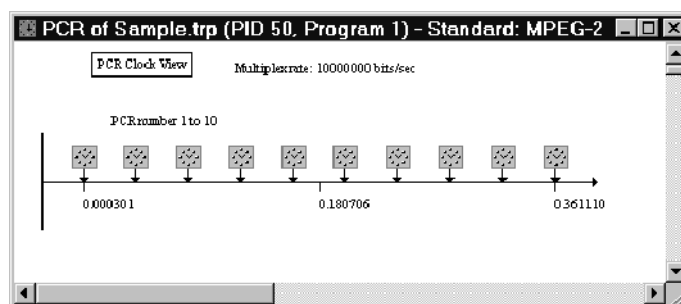 PCR of Sample.trp (PID 50, Program 1) - Standard: MPEG-2
PCR Clock View
Multiplexrate: 10000000 bits/sec
PCRnumber 1 to 10
0.000301
0.180706
0.361110